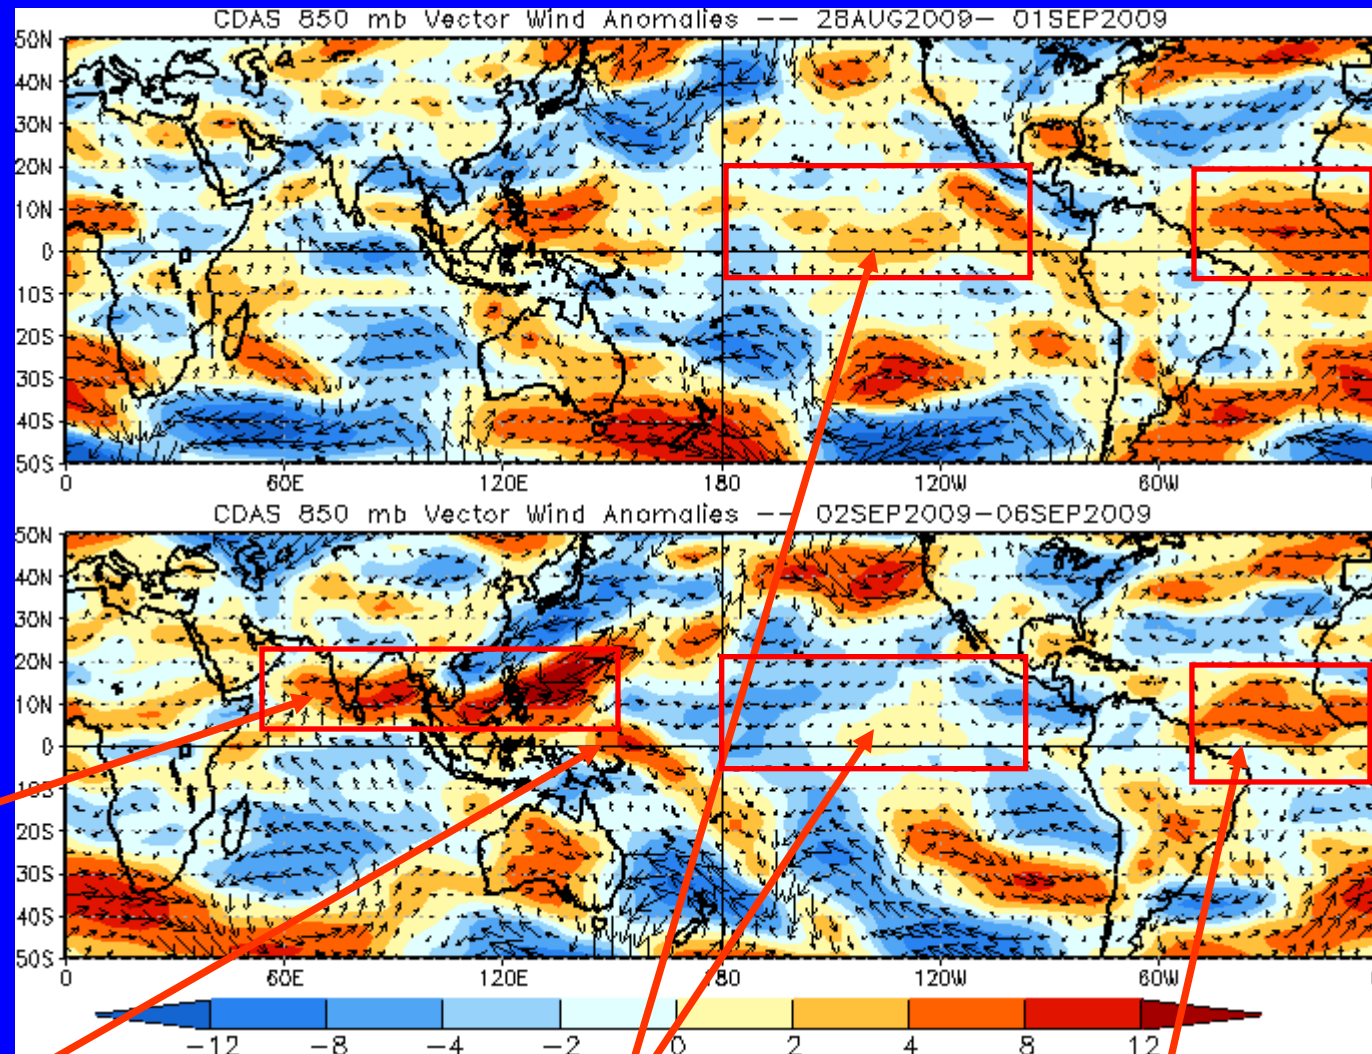 CDAS 850 mb Vector Wind Anomalies -- 28AUG2009- 01SEP2009
50N
40N
30N
20N
10N
0
10S
20S
30S
40S
50S
0 60E 120E 180 120W 60W
CDAS 850 mb Vector Wind Anomalies -- 02SEP2009-06SEP2009
50N
40N
30N
20N
10N
0
10S
20S
30S
40S
50S
0 60E 120E 180 120W 60W
-12 -8 -4 -2 0 2 4 8 12